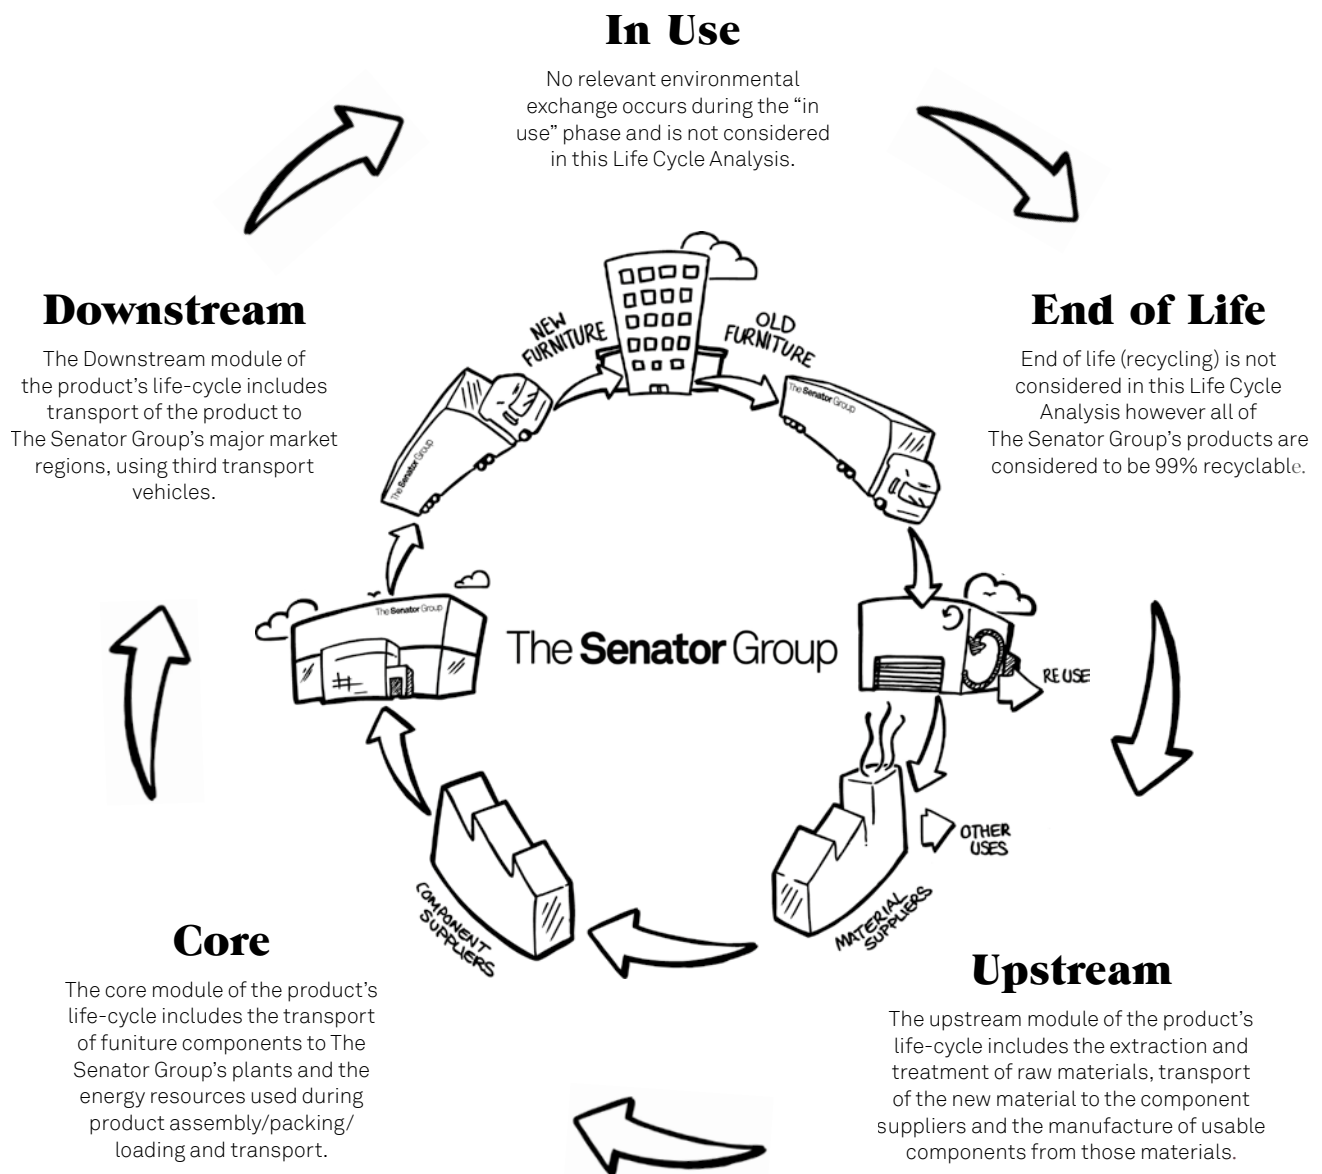 In Use
No relevant environmental
exchange occurs during the “in
use” phase and is not considered
in this Life Cycle Analysis.
Downstream
The Downstream module of
the product’s life-cycle includes
transport of the product to
The Senator Group’s major market
regions, using third transport
vehicles.
End of Life
End of life (recycling) is not
considered in this Life Cycle
Analysis however all of
The Senator Group’s products are
considered to be 99% recyclable.
NEW
FURNITURE
OLD
FURNITURE
The Senator Group
The Senator Group
The Senator Group
The Senator Group
RE USE
OTHER
USES
COMPONENT
SUPPLIERS
MATERIAL
SUPPLIERS
Core
The core module of the product’s
life-cycle includes the transport
of funiture components to The
Senator Group’s plants and the
energy resources used during
product assembly/packing/
loading and transport.
Upstream
The upstream module of the product’s
life-cycle includes the extraction and
treatment of raw materials, transport
of the new material to the component
suppliers and the manufacture of usable
components from those materials.